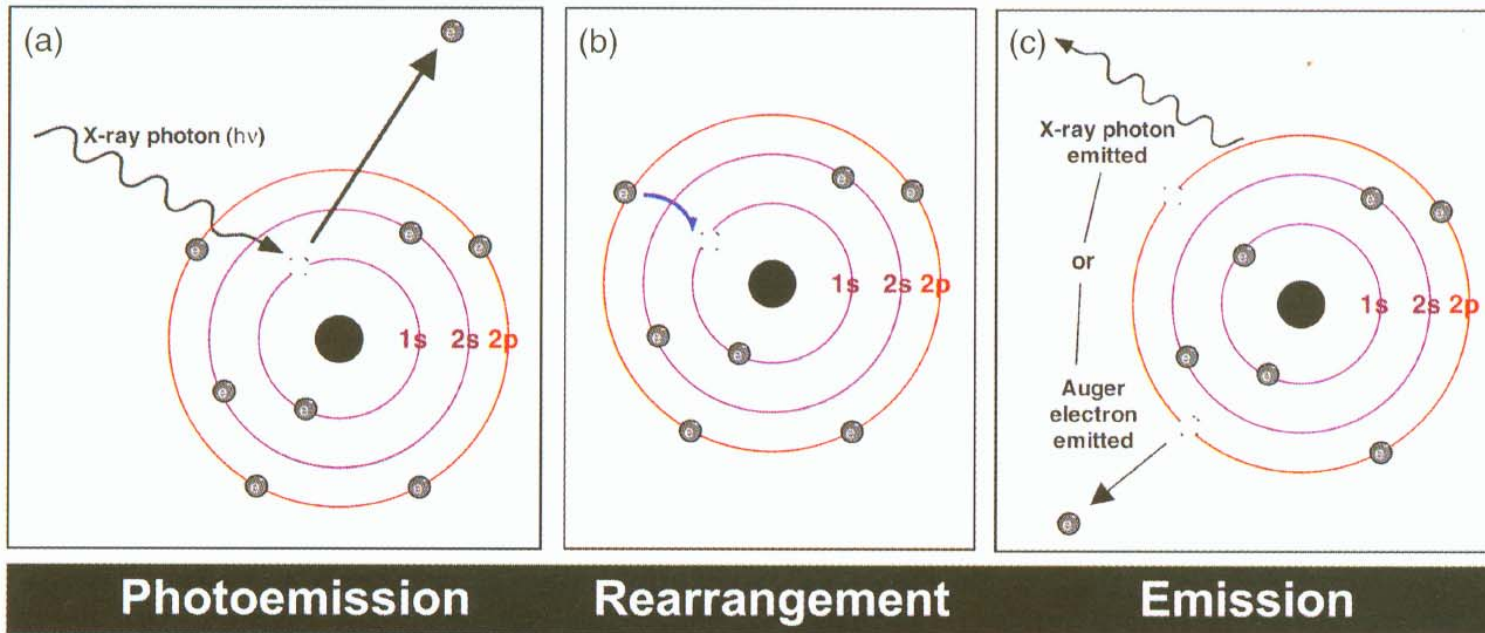 (a)
e
X-ray photon (hν)
e
e
e
1s 2s 2p
e
e
e
e
(b)
e
e
e
1s 2s 2p
e
e
e
e
(c)
X-ray photon
emitted
or
Auger
electron
emitted
e
e
e
1s 2s 2p
e
e
e
e
Photoemission Rearrangement Emission